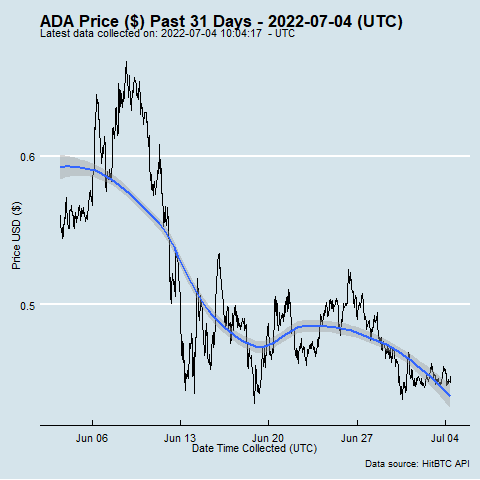 ADA Price ($) Past 31 Days - 2022-07-04 (UTC)
Latest data collected on: 2022-07-04 10:04:17  - UTC
0.6
0.5
Price USD ($)
Jun 06 Jun 13 Jun 20 Jun 27 Jul 04
Date Time Collected (UTC)
Data source: HitBTC API